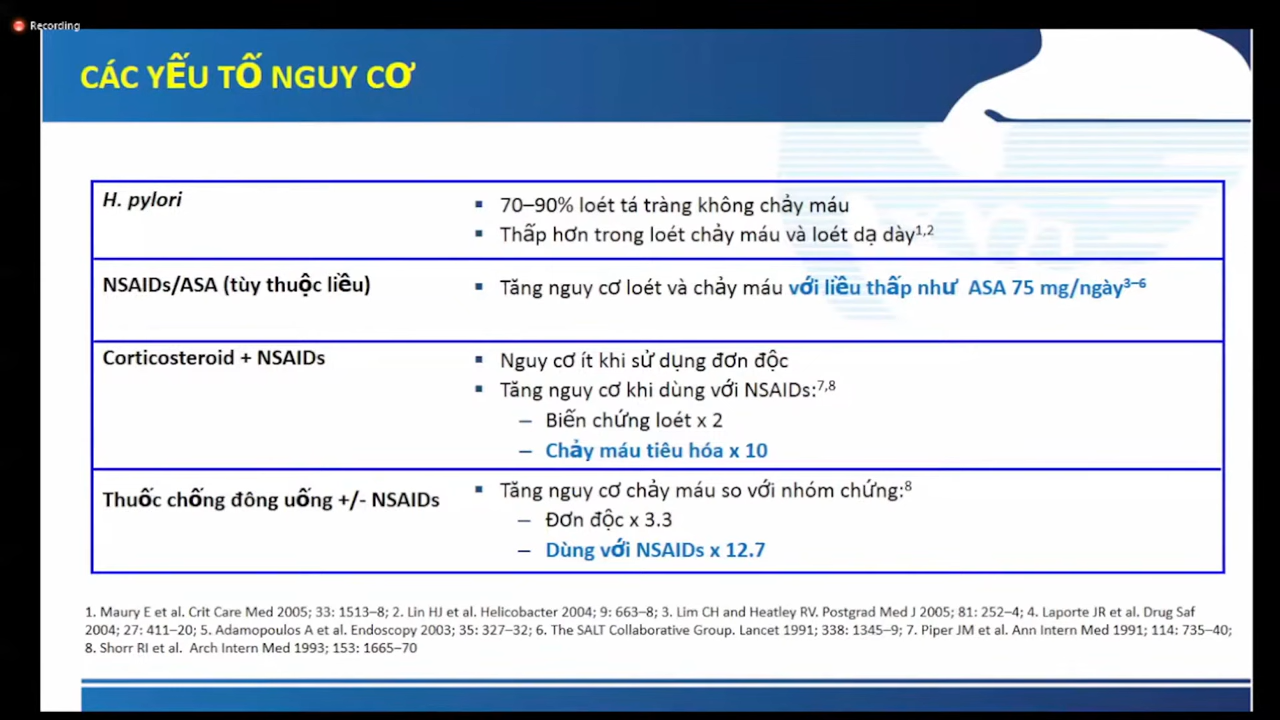 Recording
CÁC YẾU TỐ NGUY CƠ
H. pylori
▪ 70–90% loét tá tràng không chảy máu
▪ Thấp hơn trong loét chảy máu và loét dạ dày1,2
NSAIDs/ASA (tùy thuộc liều)
▪ Tăng nguy cơ loét và chảy máu với liều thấp như ASA 75 mg/ngày3–6
Corticosteroid + NSAIDs
▪ Nguy cơ ít khi sử dụng đơn độc
▪ Tăng nguy cơ khi dùng với NSAIDs:7,8
– Biến chứng loét x 2
– Chảy máu tiêu hóa x 10
Thuốc chống đông uống +/- NSAIDs
▪ Tăng nguy cơ chảy máu so với nhóm chứng:8
– Đơn độc x 3.3
– Dùng với NSAIDs x 12.7
1. Maury E et al. Crit Care Med 2005; 33: 1513–8; 2. Lin HJ et al. Helicobacter 2004; 9: 663–8; 3. Lim CH and Heatley RV. Postgrad Med J 2005; 81: 252–4; 4. Laporte JR et al. Drug Saf
2004; 27: 411–20; 5. Adamopoulos A et al. Endoscopy 2003; 35: 327–32; 6. The SALT Collaborative Group. Lancet 1991; 338: 1345–9; 7. Piper JM et al. Ann Intern Med 1991; 114: 735–40;
8. Shorr RI et al. Arch Intern Med 1993; 153: 1665–70